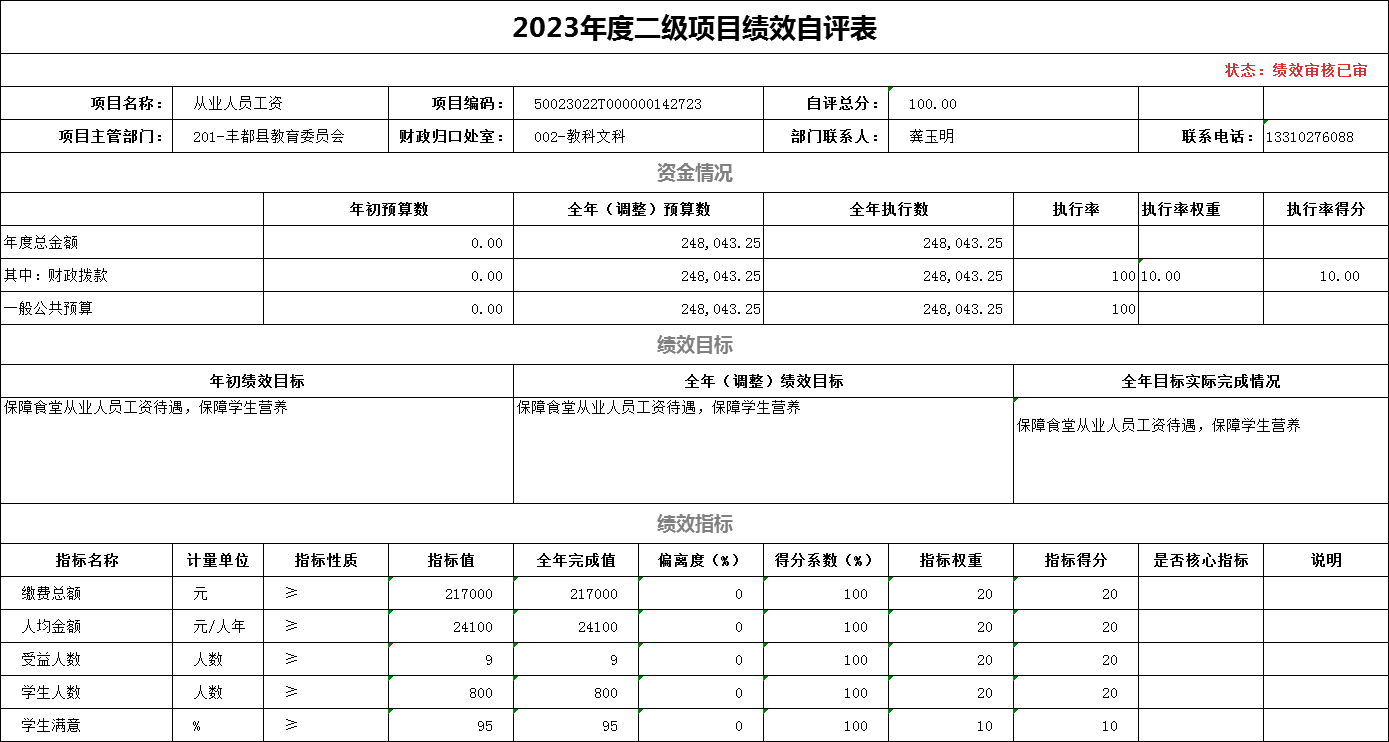 2023年度二级项目绩效自评表
状态：绩效审核已审
项目名称： 从业人员工资 项目编码： 50023022T000000142723 自评总分： 100.00
项目主管部门： 201-丰都县教育委员会 财政归口处室： 002-教科文科 部门联系人： 龚玉明 联系电话： 13310276088
资金情况
年初预算数 全年（调整）预算数 全年执行数 执行率 执行率权重 执行率得分
年度总金额 0.00 248,043.25 248,043.25
其中：财政拨款 0.00 248,043.25 248,043.25 100 10.00 10.00
一般公共预算 0.00 248,043.25 248,043.25 100
绩效目标
年初绩效目标 全年（调整）绩效目标 全年目标实际完成情况
保障食堂从业人员工资待遇，保障学生营养 保障食堂从业人员工资待遇，保障学生营养 保障食堂从业人员工资待遇，保障学生营养
绩效指标
指标名称 计量单位 指标性质 指标值 全年完成值 偏离度（%） 得分系数（%） 指标权重 指标得分 是否核心指标 说明
缴费总额 元 ≥ 217000 217000 0 100 20 20
人均金额 元/人年 ≥ 24100 24100 0 100 20 20
受益人数 人数 ≥ 9 9 0 100 20 20
学生人数 人数 ≥ 800 800 0 100 20 20
学生满意 % ≥ 95 95 0 100 10 10